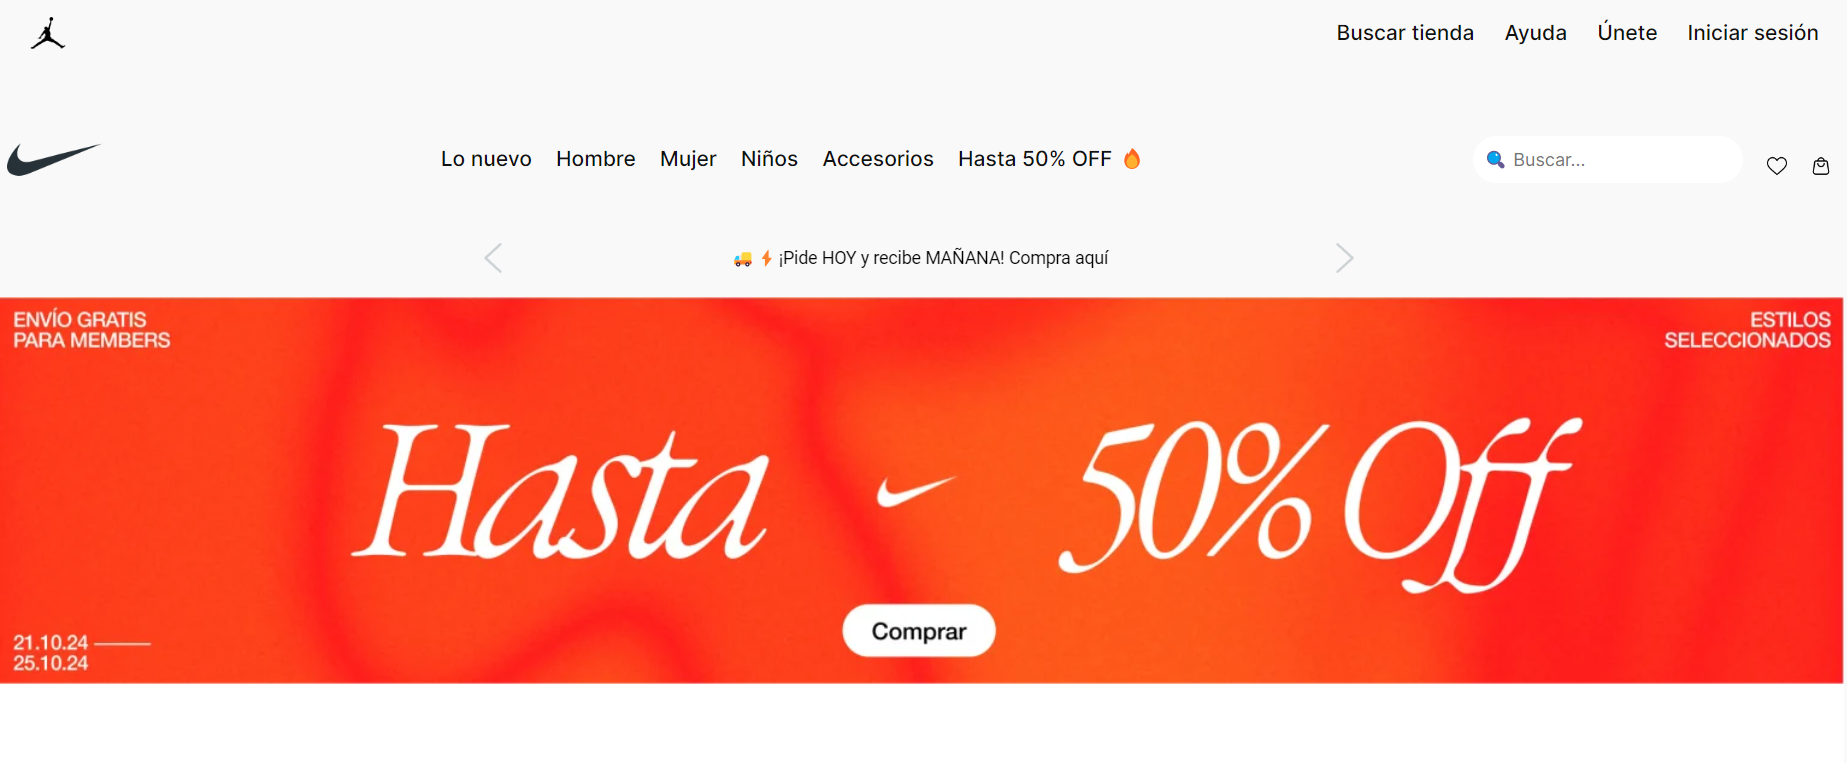 Buscar tienda Ayuda Únete Iniciar sesión
Lo nuevo Hombre Mujer Niños Accesorios Hasta 50% OFF 🔥
🔍 Buscar...
🚚⚡¡Pide HOY y recibe MAÑANA! Compra aquí
ENVÍO GRATIS
PARA MEMBERS
ESTILOS
SELECCIONADOS
Hasta 50% Off
Comprar
21.10.24
25.10.24